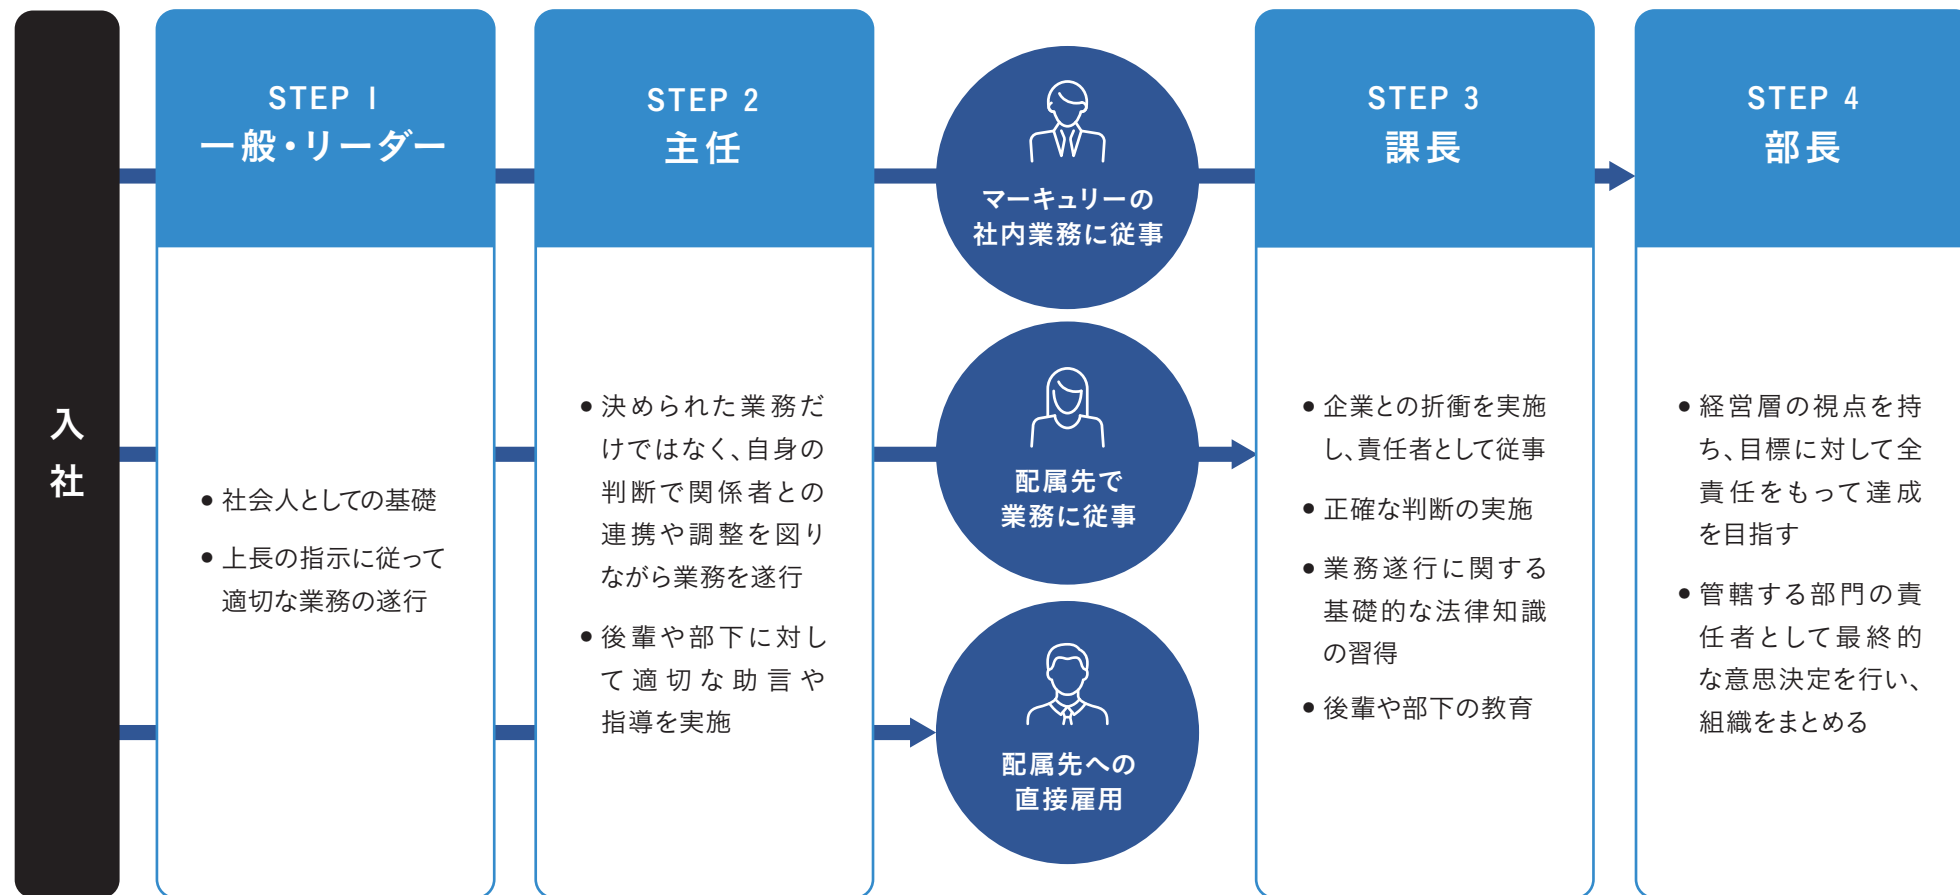 入社
STEP 1
一般・リーダー
• 社会人としての基礎
• 上長の指示に従って
適切な業務の遂行
STEP 2
主任
• 決められた業務だ
けではなく、自身の
判断で関係者との
連携や調整を図り
ながら業務を遂行
• 後輩や部下に対し
て適切な助言や
指導を実施
マーキュリーの
社内業務に従事
配属先で
業務に従事
配属先への
直接雇用
STEP 3
課長
• 企業との折衝を実施
し、責任者として従事
• 正確な判断の実施
• 業務遂行に関する
基礎的な法律知識
の習得
• 後輩や部下の教育
STEP 4
部長
• 経営層の視点を持
ち、目標に対して全
責任をもって達成
を目指す
• 管轄する部門の責
任者として最終的
な意思決定を行い、
組織をまとめる